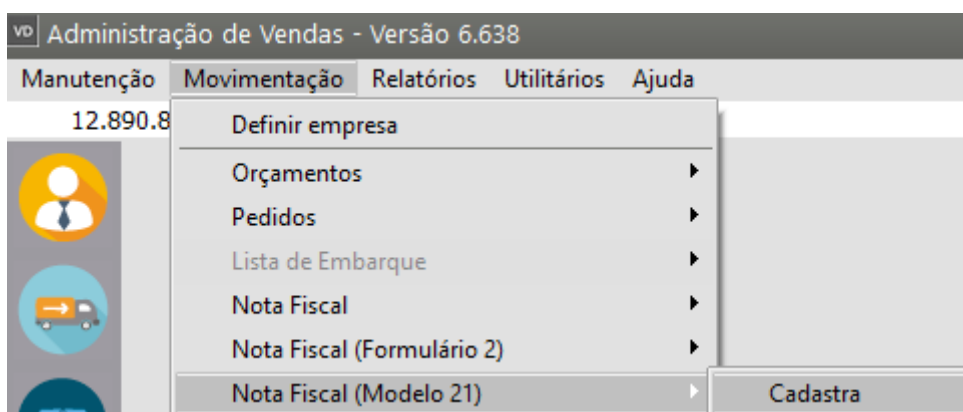 VD Administração de Vendas - Versão 6.638
Manutenção Movimentação Relatórios Utilitários Ajuda
12.890.8
Definir empresa
Orçamentos
Pedidos
Lista de Embarque
Nota Fiscal
Nota Fiscal (Formulário 2)
Nota Fiscal (Modelo 21) Cadastra